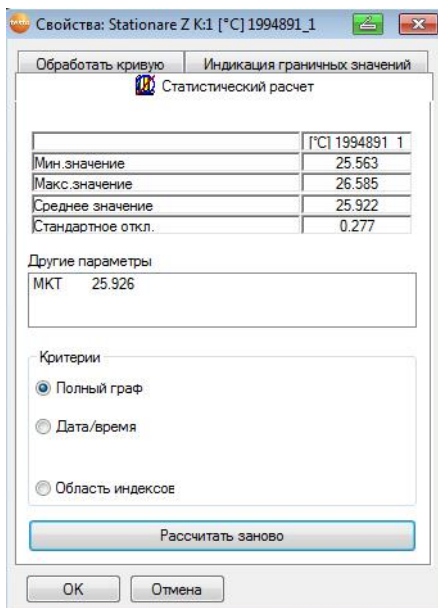 testo
Свойства: Stationare Z K:1 [°C] 1994891_1
Обработать кривую Индикация граничных значений
Статистический расчет
[°C] 1994891 1
Мин.значение 25.563
Макс.значение 26.585
Среднее значение 25.922
Стандартное откл. 0.277
Другие параметры
МКТ 25.926
Критерии
Полный граф
Дата/время
Область индексов
Рассчитать заново
OK Отмена